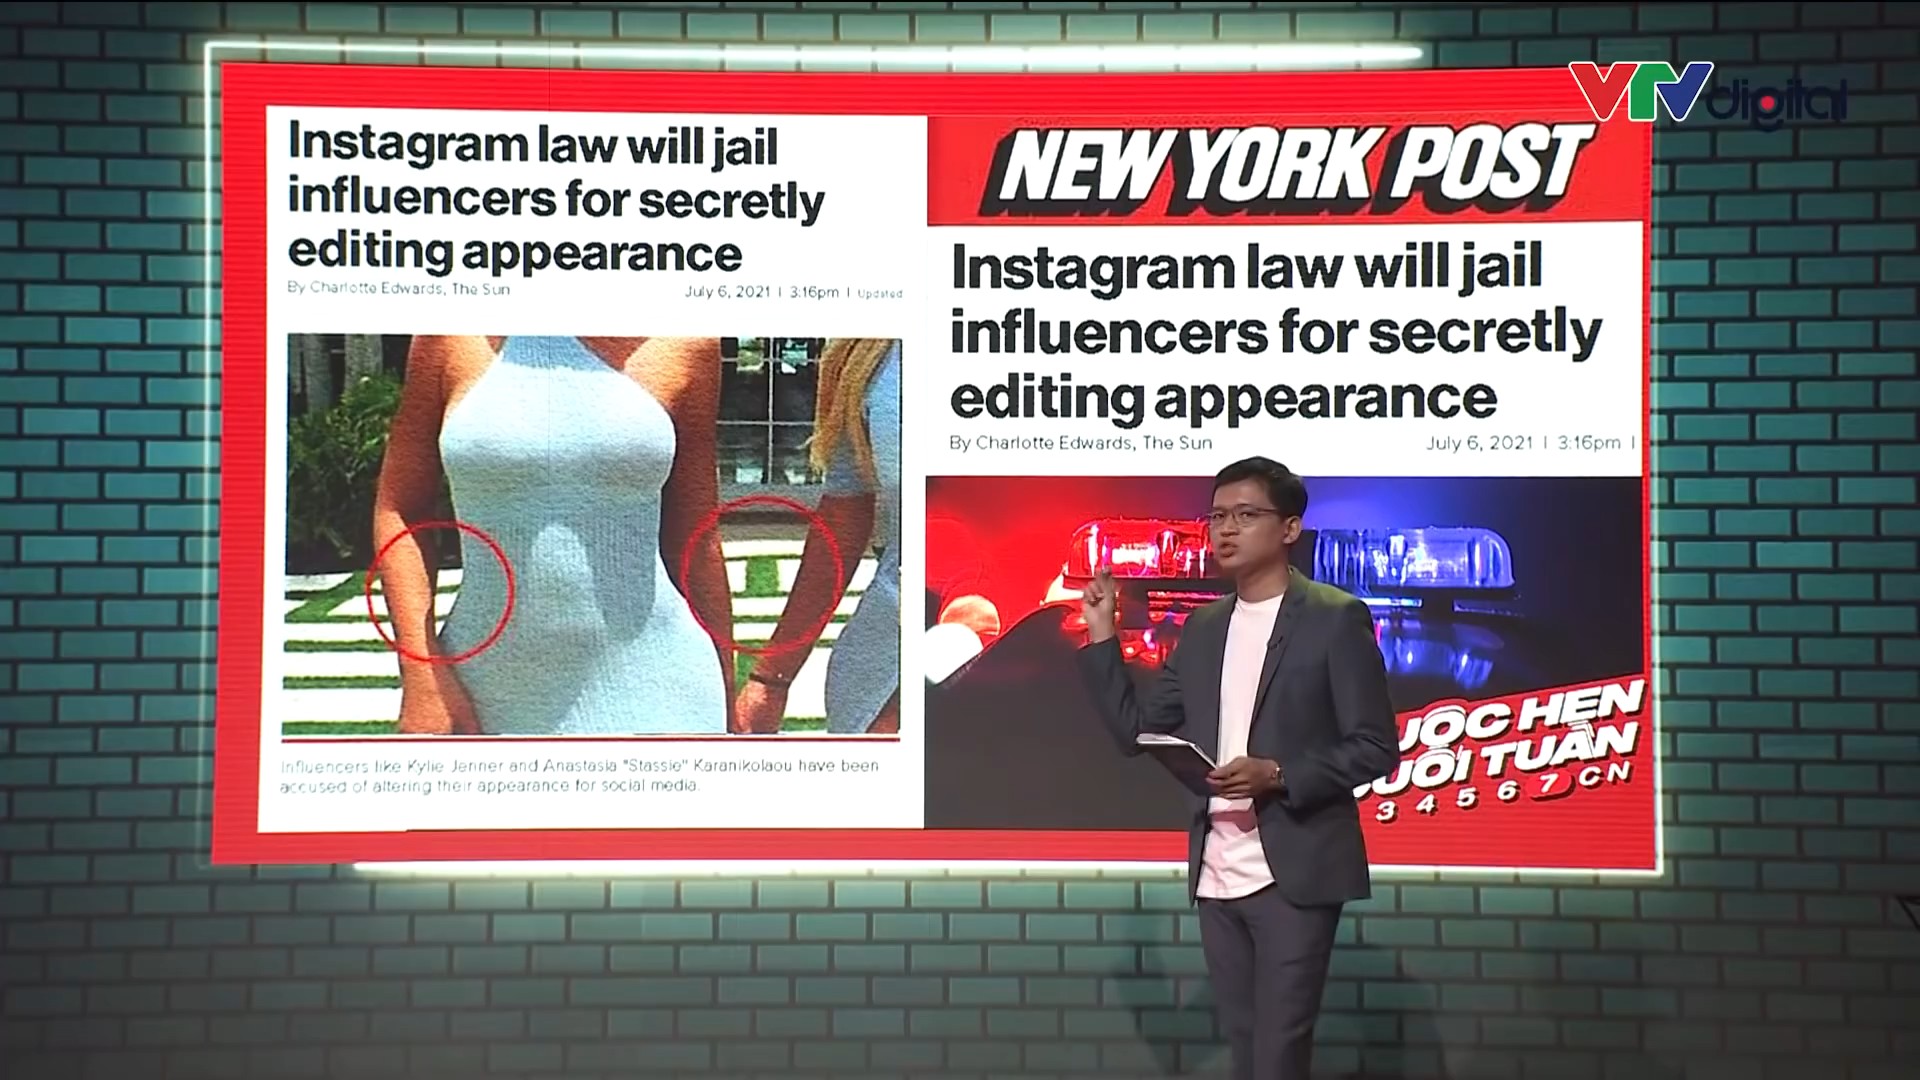 VTV digital
Instagram law will jail
influencers for secretly
editing appearance
By Charlotte Edwards, The Sun
July 6, 2021 | 3:16pm | Updated
Influencers like Kylie Jenner and Anastasia "Stassie" Karanikolaou have been
accused of altering their appearance for social media.
NEW YORK POST
Instagram law will jail
influencers for secretly
editing appearance
By Charlotte Edwards, The Sun
July 6, 2021 | 3:16pm |
HẸN
TUẦN
3 4 5 6 7 CN